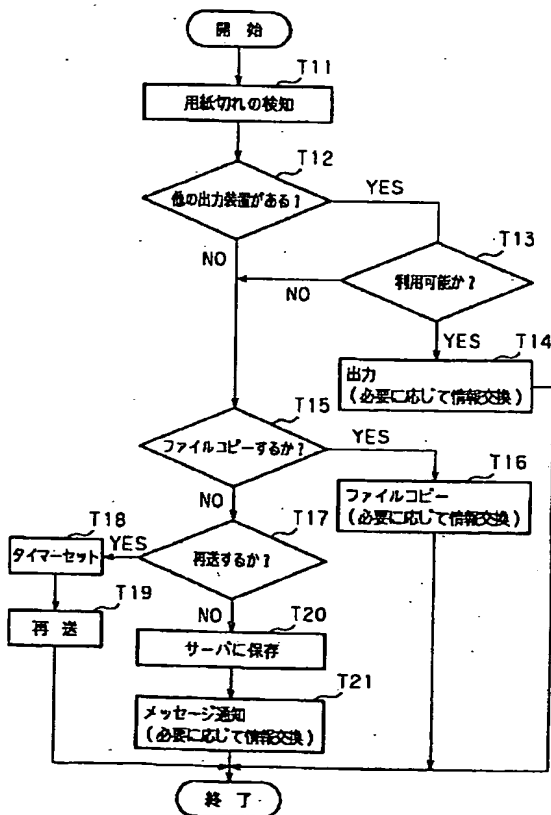 開始
T11
用紙切れの検知
T12
他の出力装置がある?
YES
T13
NO
利用可能か?
NO
YES
T14
出力
(必要に応じて情報交換)
T15
ファイルコピーするか?
YES
T16
NO
ファイルコピー
(必要に応じて情報交換)
T18
T17
タイマーセット
YES
再送するか?
T19
NO
T20
再送
サーバに保存
T21
メッセージ通知
(必要に応じて情報交換)
終了